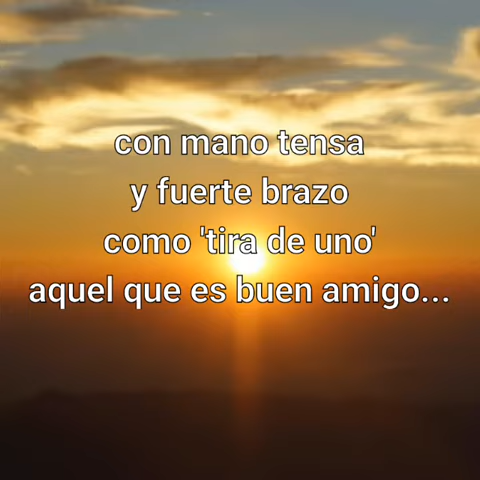 con mano tensa
y fuerte brazo
como 'tira de uno'
aquel que es buen amigo...